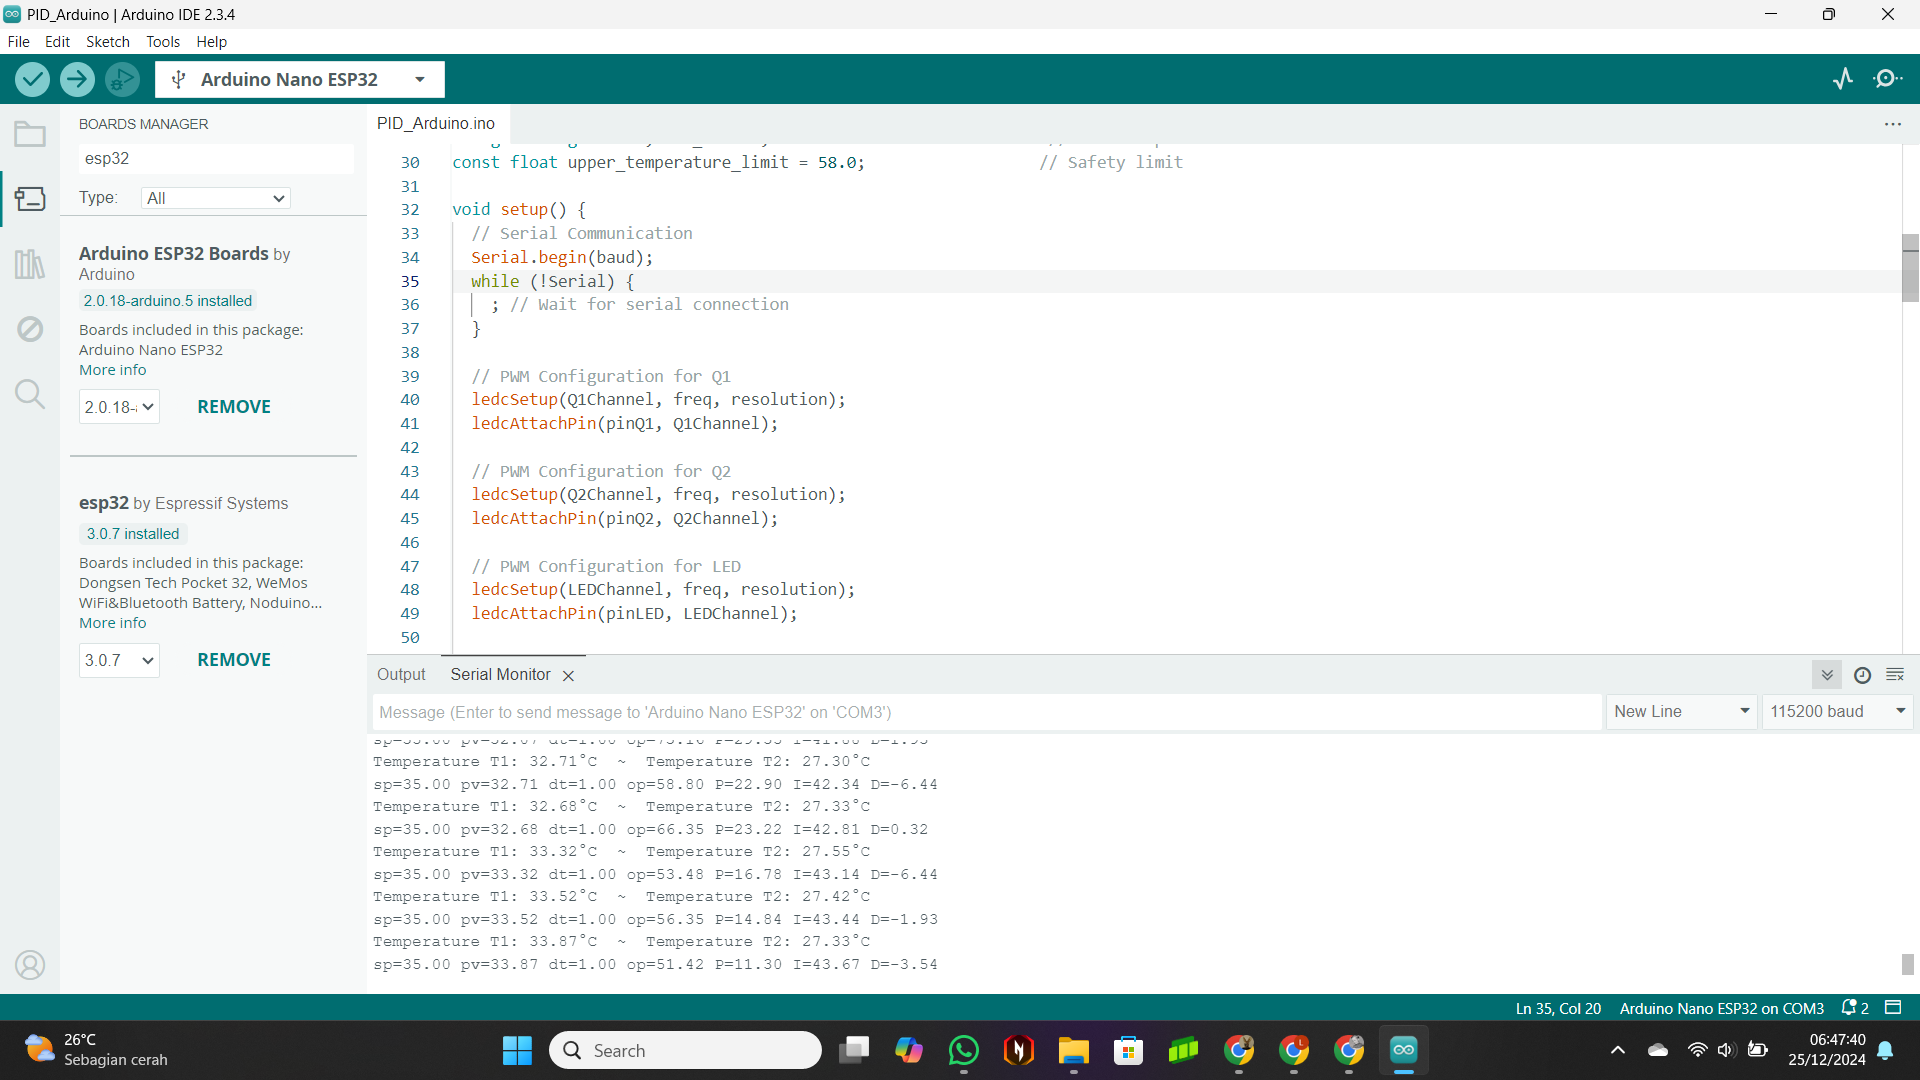 PID_Arduino | Arduino IDE 2.3.4
File Edit Sketch Tools Help
Arduino Nano ESP32
BOARDS MANAGER
esp32
Type: All
Arduino ESP32 Boards by
Arduino
2.0.18-arduino.5 installed
Boards included in this package:
Arduino Nano ESP32
More info
2.0.18- REMOVE
esp32 by Espressif Systems
3.0.7 installed
Boards included in this package:
Dongsen Tech Pocket 32, WeMos
WiFi&Bluetooth Battery, Noduino...
More info
3.0.7 REMOVE
PID_Arduino.ino
30 const float upper_temperature_limit = 58.0; // Safety limit
31
32 void setup() {
33 // Serial Communication
34 Serial.begin(baud);
35 while (!Serial) {
36 ; // Wait for serial connection
37 }
38
39 // PWM Configuration for Q1
40 ledcSetup(Q1Channel, freq, resolution);
41 ledcAttachPin(pinQ1, Q1Channel);
42
43 // PWM Configuration for Q2
44 ledcSetup(Q2Channel, freq, resolution);
45 ledcAttachPin(pinQ2, Q2Channel);
46
47 // PWM Configuration for LED
48 ledcSetup(LEDChannel, freq, resolution);
49 ledcAttachPin(pinLED, LEDChannel);
50
Output Serial Monitor
Message (Enter to send message to 'Arduino Nano ESP32' on 'COM3')
New Line
115200 baud
Temperature T1: 32.71°C ~ Temperature T2: 27.30°C
sp=35.00 pv=32.71 dt=1.00 op=58.80 P=22.90 I=42.34 D=-6.44
Temperature T1: 32.68°C ~ Temperature T2: 27.33°C
sp=35.00 pv=32.68 dt=1.00 op=66.35 P=23.22 I=42.81 D=0.32
Temperature T1: 33.32°C ~ Temperature T2: 27.55°C
sp=35.00 pv=33.32 dt=1.00 op=53.48 P=16.78 I=43.14 D=-6.44
Temperature T1: 33.52°C ~ Temperature T2: 27.42°C
sp=35.00 pv=33.52 dt=1.00 op=56.35 P=14.84 I=43.44 D=-1.93
Temperature T1: 33.87°C ~ Temperature T2: 27.33°C
sp=35.00 pv=33.87 dt=1.00 op=51.42 P=11.30 I=43.67 D=-3.54
Ln 35, Col 20 Arduino Nano ESP32 on COM3 2
26°C
Sebagian cerah
Search
06:47:40
25/12/2024